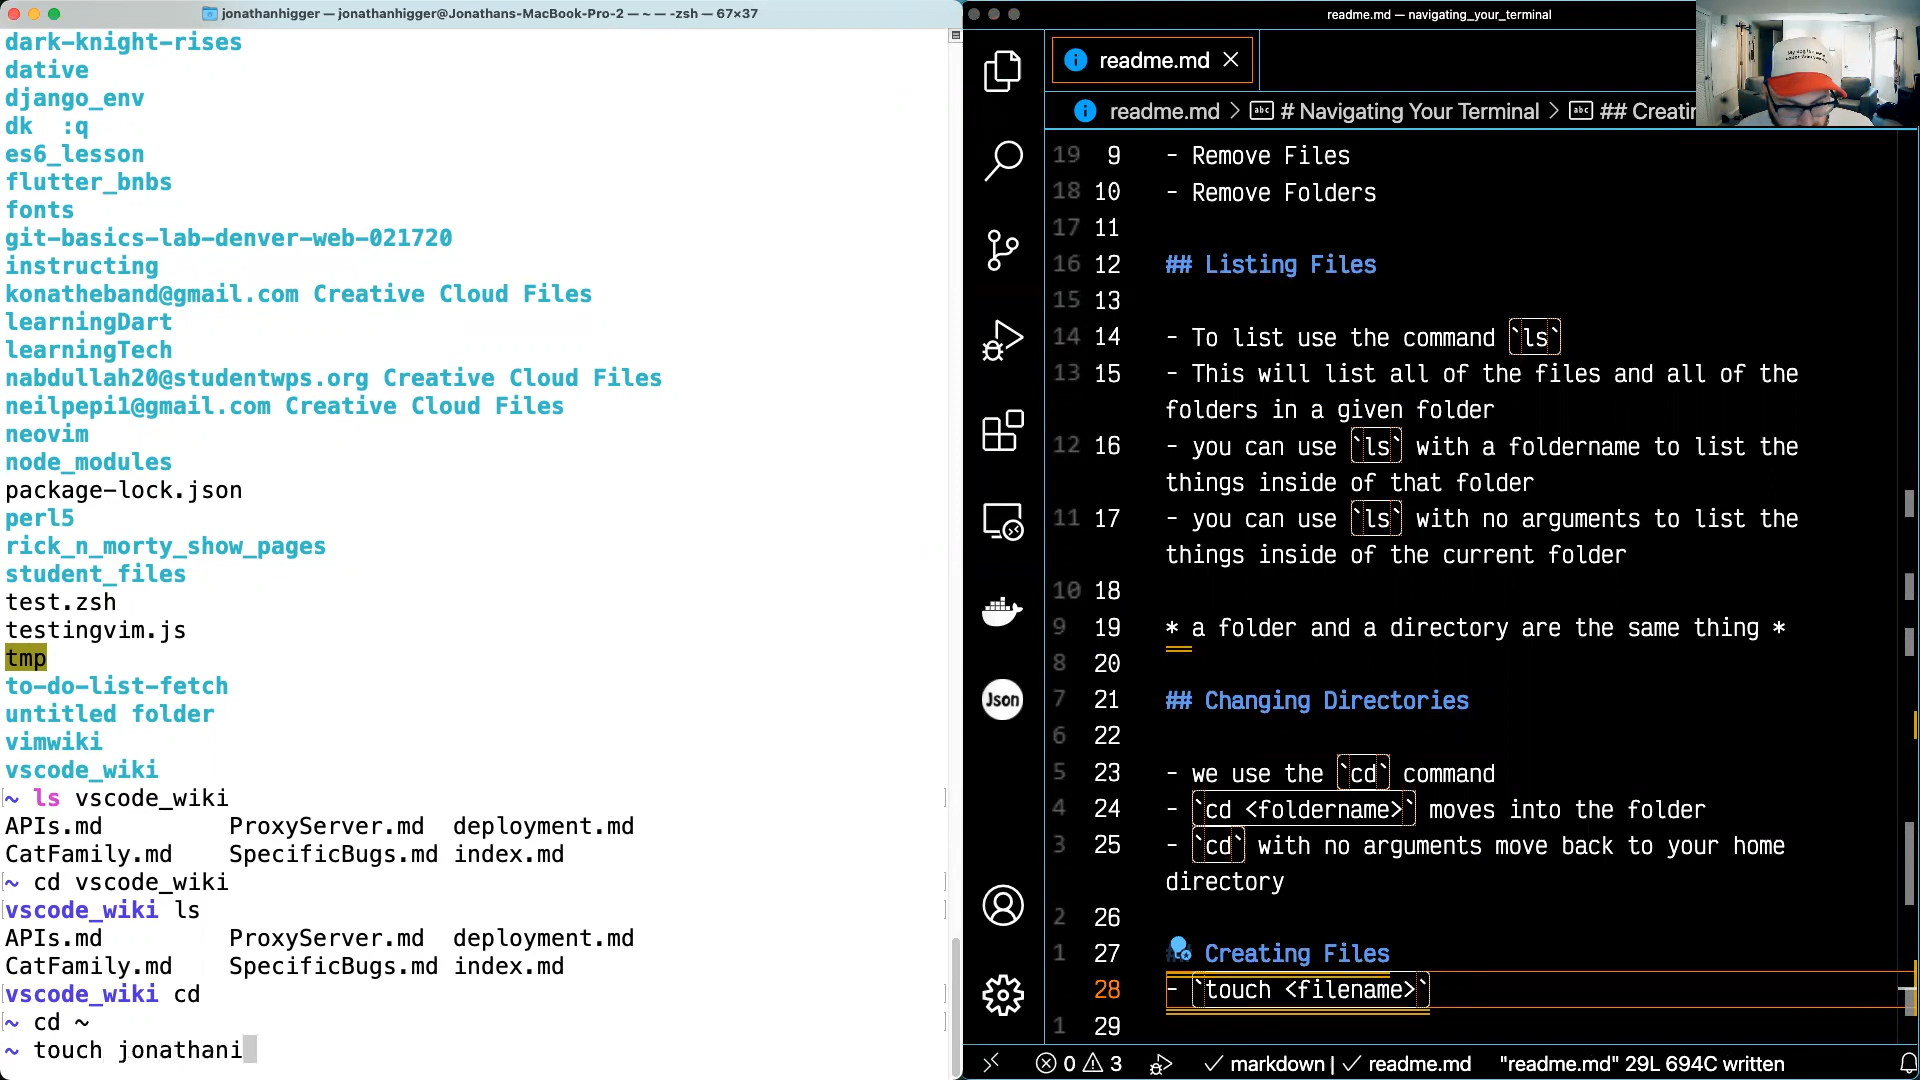 jonathanhigger — jonathanhigger@Jonathans-MacBook-Pro-2 — ~ — -zsh — 67×37
dark-knight-rises
dative
django_env
dk  :q
es6_lesson
flutter_bnbs
fonts
git-basics-lab-denver-web-021720
instructing
konatheband@gmail.com Creative Cloud Files
learningDart
learningTech
nabdullah20@studentwps.org Creative Cloud Files
neilpepi1@gmail.com Creative Cloud Files
neovim
node_modules
package-lock.json
perl5
rick_n_morty_show_pages
student_files
test.zsh
testingvim.js
tmp
to-do-list-fetch
untitled folder
vimwiki
vscode_wiki
~ ls vscode_wiki
APIs.md ProxyServer.md deployment.md
CatFamily.md SpecificBugs.md index.md
~ cd vscode_wiki
vscode_wiki ls
APIs.md ProxyServer.md deployment.md
CatFamily.md SpecificBugs.md index.md
vscode_wiki cd
~ cd ~
~ touch jonathani
readme.md — navigating_your_terminal
readme.md
readme.md > # Navigating Your Terminal > ## Creatin
19 9 - Remove Files
18 10 - Remove Folders
17 11
16 12 ## Listing Files
15 13
14 14 - To list use the command `ls`
13 15 - This will list all of the files and all of the
folders in a given folder
12 16 - you can use `ls` with a foldername to list the
things inside of that folder
11 17 - you can use `ls` with no arguments to list the
things inside of the current folder
10 18
9 19 * a folder and a directory are the same thing *
8 20
7 21 ## Changing Directories
6 22
5 23 - we use the `cd` command
4 24 - `cd <foldername>` moves into the folder
3 25 - `cd` with no arguments move back to your home
directory
2 26
1 27 ## Creating Files
28 - `touch <filename>`
1 29
Json
0 3 markdown | readme.md "readme.md" 29L 694C written